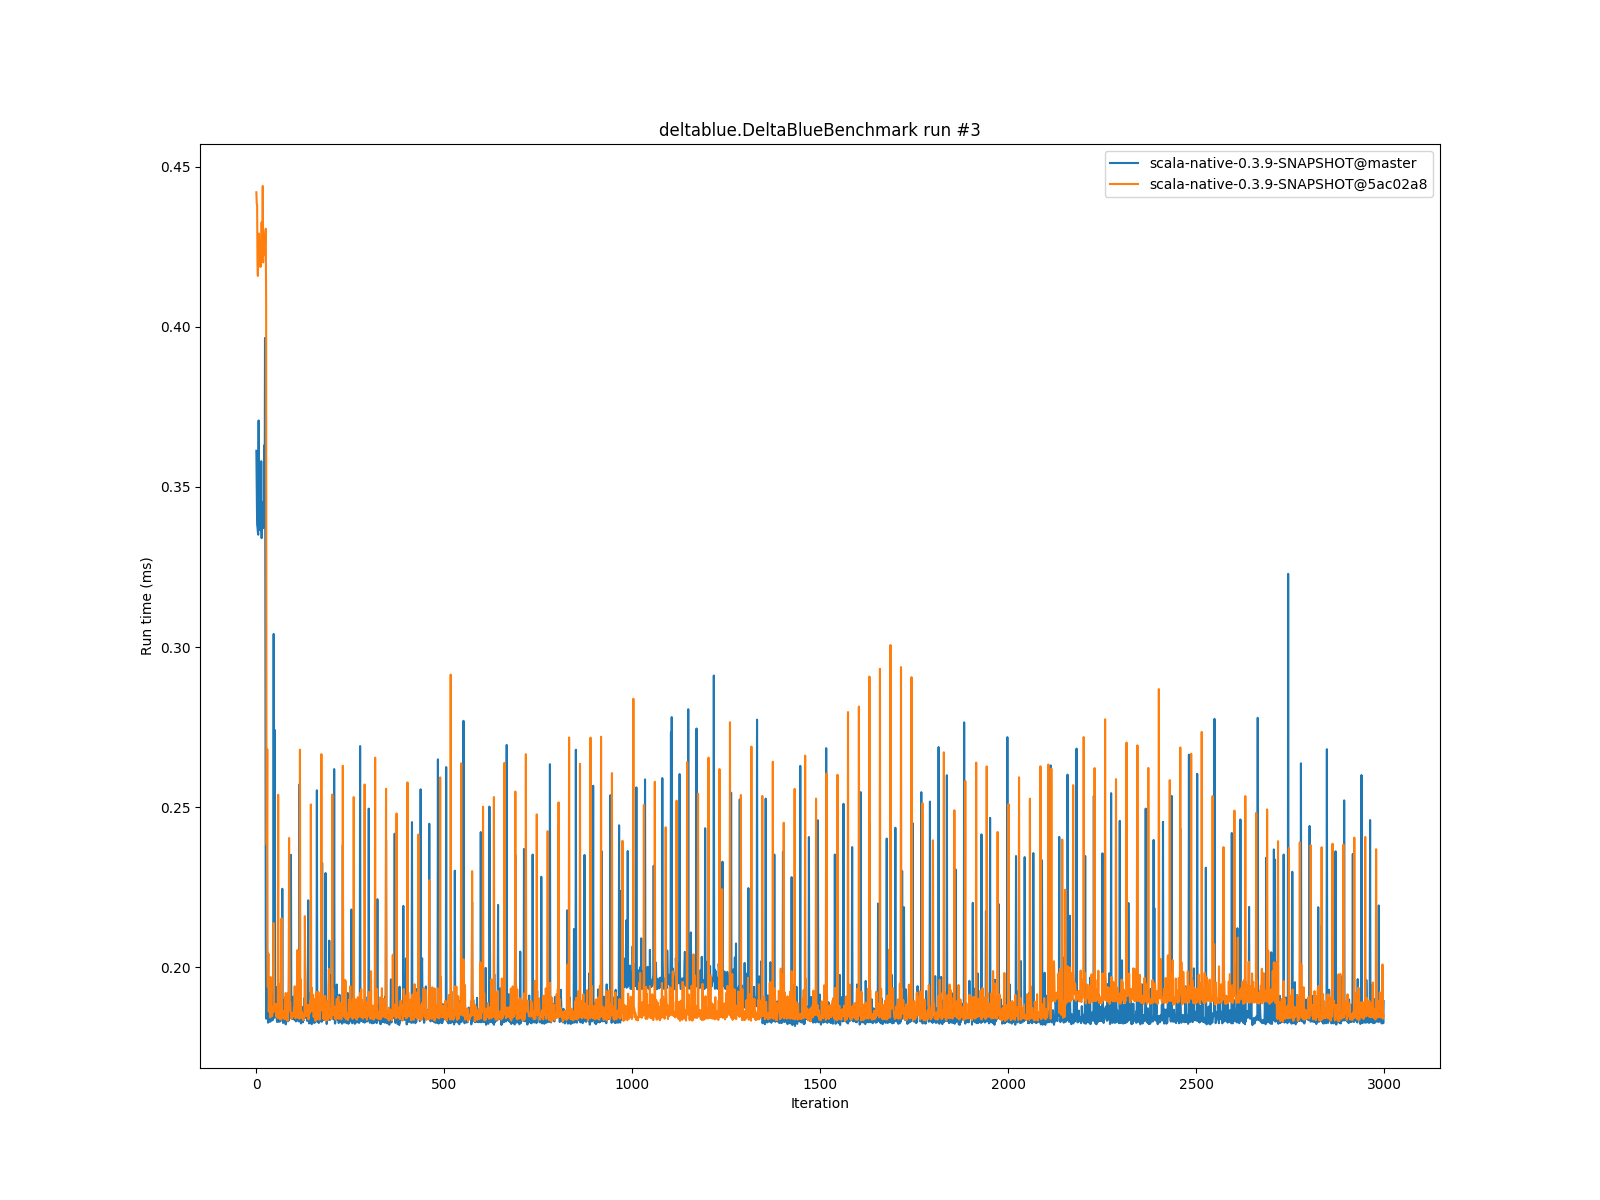 deltablue.DeltaBlueBenchmark run #3
scala-native-0.3.9-SNAPSHOT@master
scala-native-0.3.9-SNAPSHOT@5ac02a8
Run time (ms)
0.45
0.40
0.35
0.30
0.25
0.20
0 500 1000 1500 2000 2500 3000
Iteration